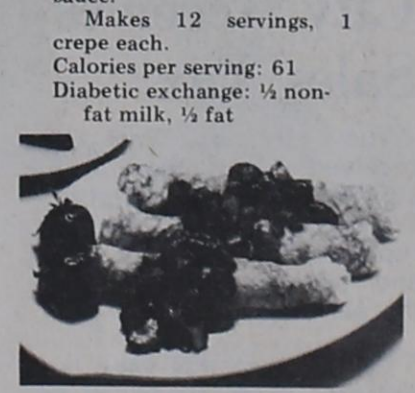 sauce.
Makes 12 servings, 1
crepe each.
Calories per serving: 61
Diabetic exchange: ½ non-
fat milk, ½ fat